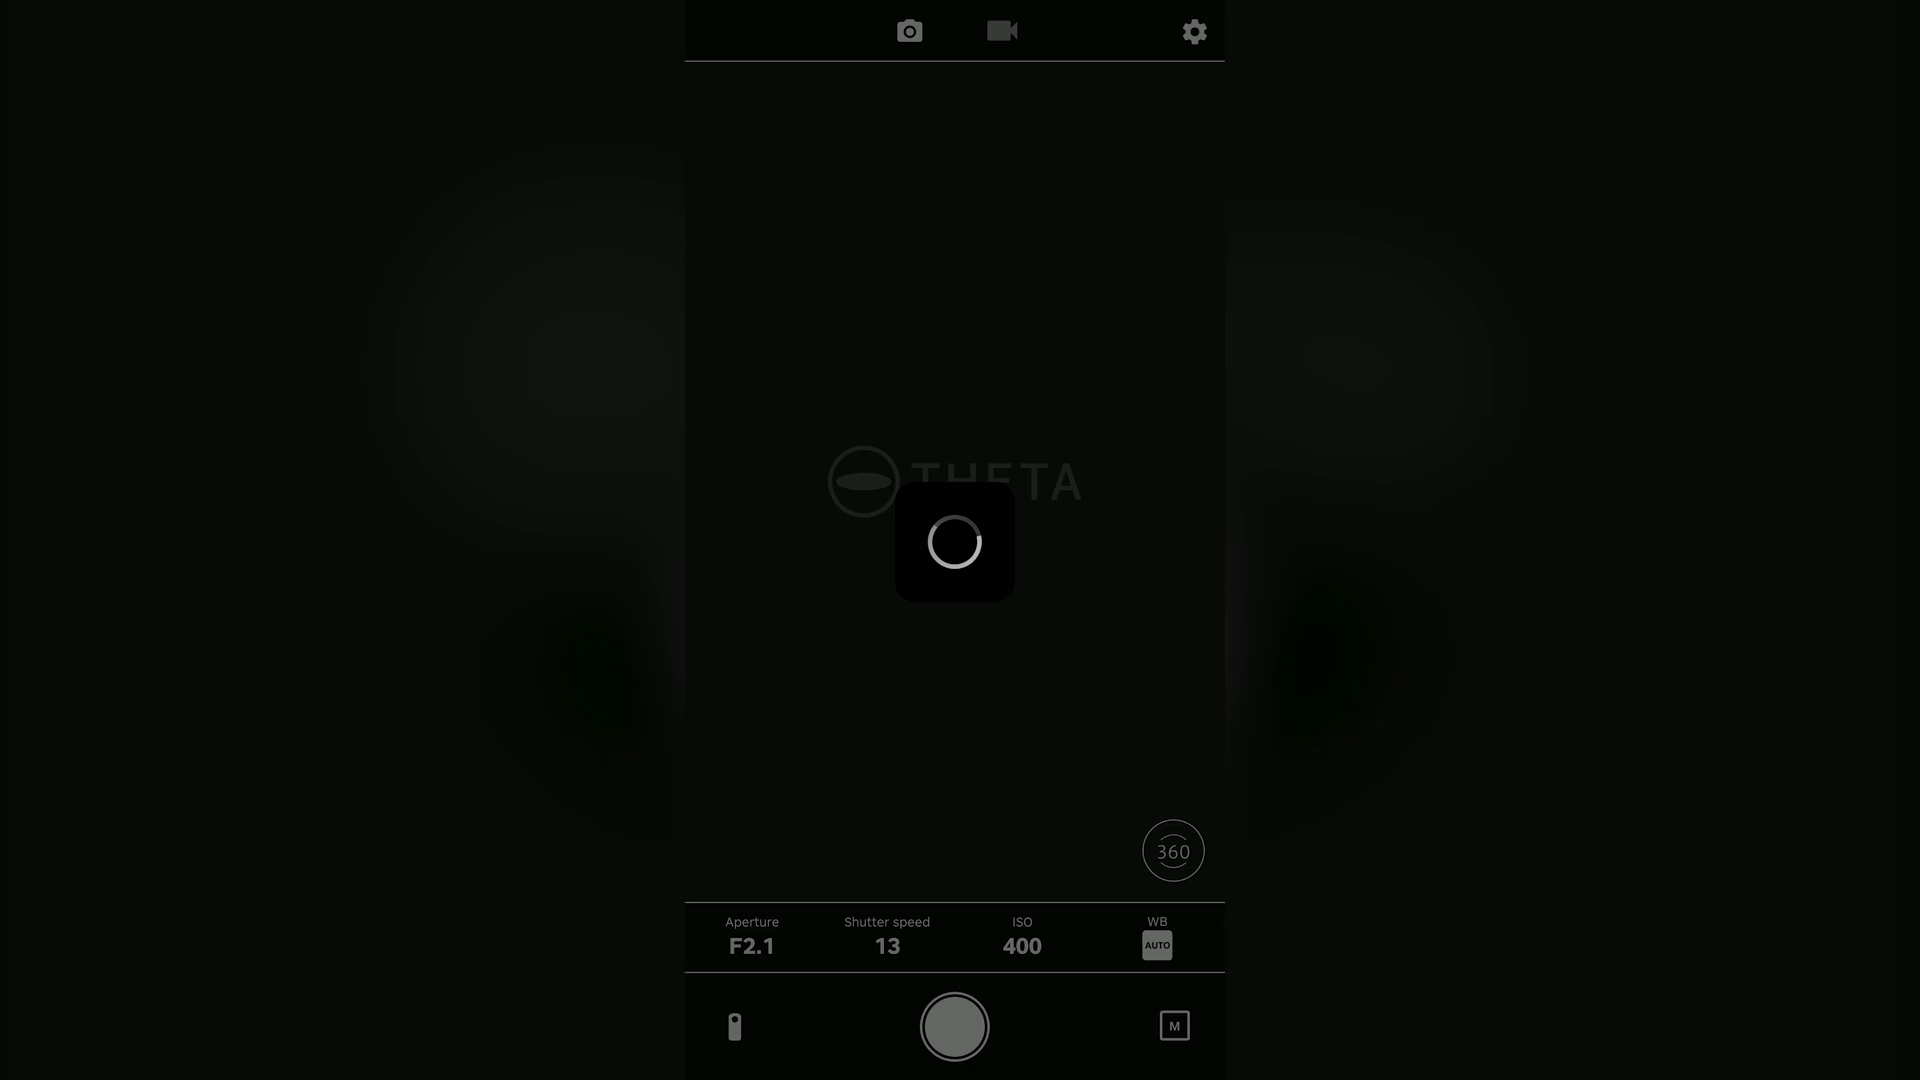 THETA
360
Aperture
Shutter speed
ISO
WB
F2.1
13
400
AUTO
M